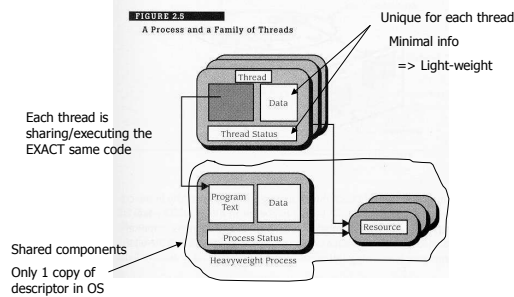 FIGURE 2.5
A Process and a Family of Threads
Unique for each thread
Minimal info
=> Light-weight
Thread
Data
Thread Status
Each thread is
sharing/executing the
EXACT same code
Program
Text
Data
Process Status
Heavyweight Process
Resource
Shared components
Only 1 copy of
descriptor in OS